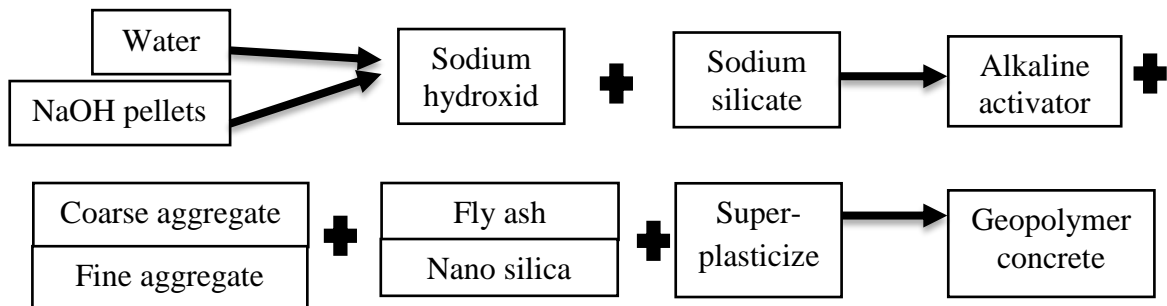 Water
NaOH pellets
Sodium
hydroxid
Sodium
silicate
Alkaline
activator
Coarse aggregate
Fine aggregate
Fly ash
Nano silica
Super-
plasticize
Geopolymer
concrete